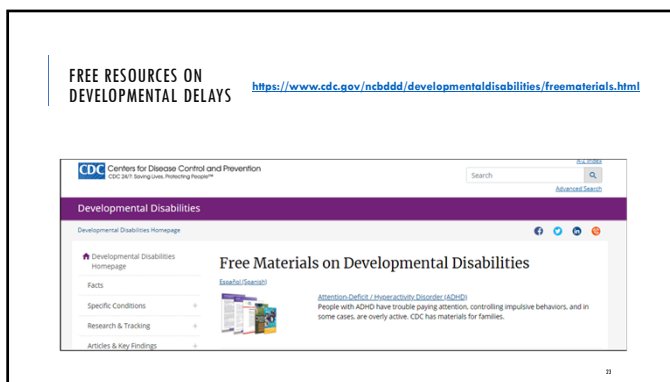 FREE RESOURCES ON
DEVELOPMENTAL DELAYS
https://www.cdc.gov/ncbddd/developmentaldisabilities/freematerials.html
A-Z Index
CDC Centers for Disease Control and Prevention
CDC 24/7: Saving Lives, Protecting People™
Search
Advanced Search
Developmental Disabilities
Developmental Disabilities Homepage
Developmental Disabilities
Homepage
Facts
Specific Conditions +
Research & Tracking +
Articles & Key Findings +
Free Materials on Developmental Disabilities
Español (Spanish)
Attention-Deficit / Hyperactivity Disorder (ADHD)
People with ADHD have trouble paying attention, controlling impulsive behaviors, and in
some cases, are overly active. CDC has materials for families.
23